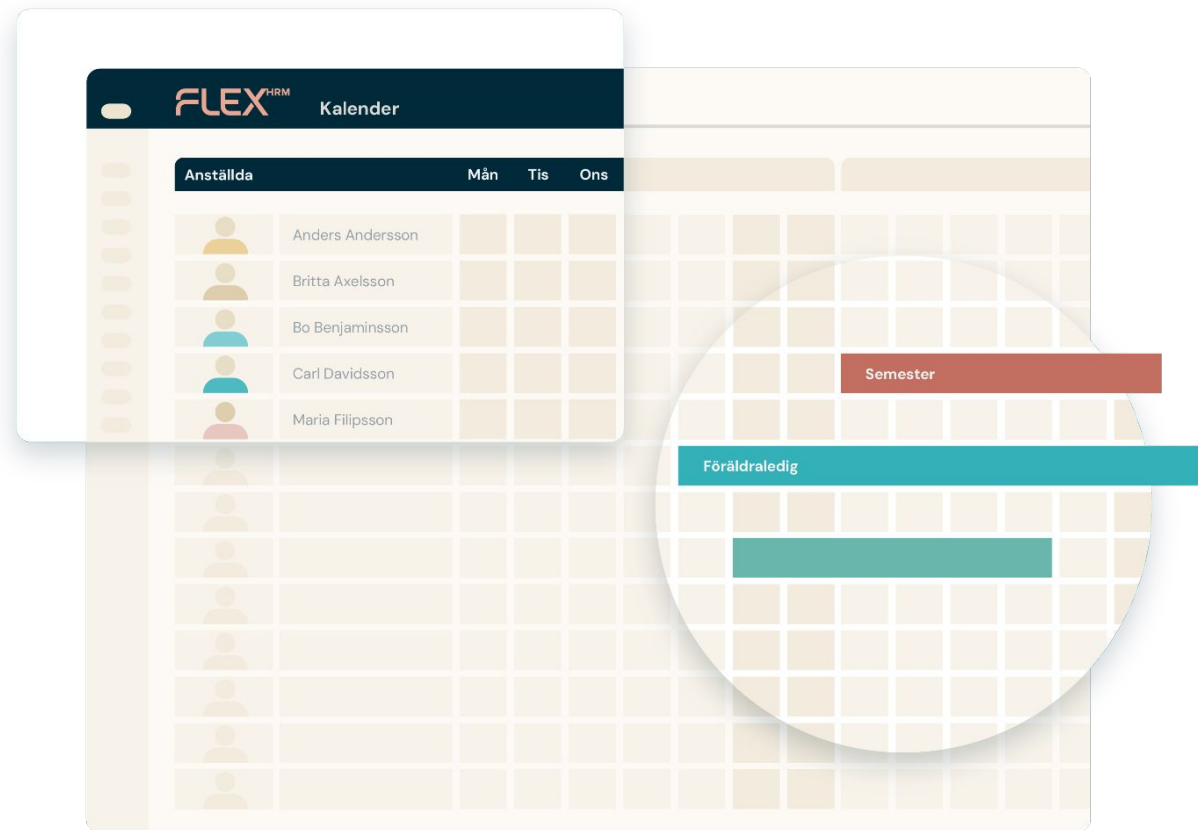 FLEX HRM Kalender
Anställda Mån Tis Ons
Anders Andersson
Britta Axelsson
Bo Benjaminsson
Carl Davidsson
Semester
Maria Filipsson
Föräldraledig